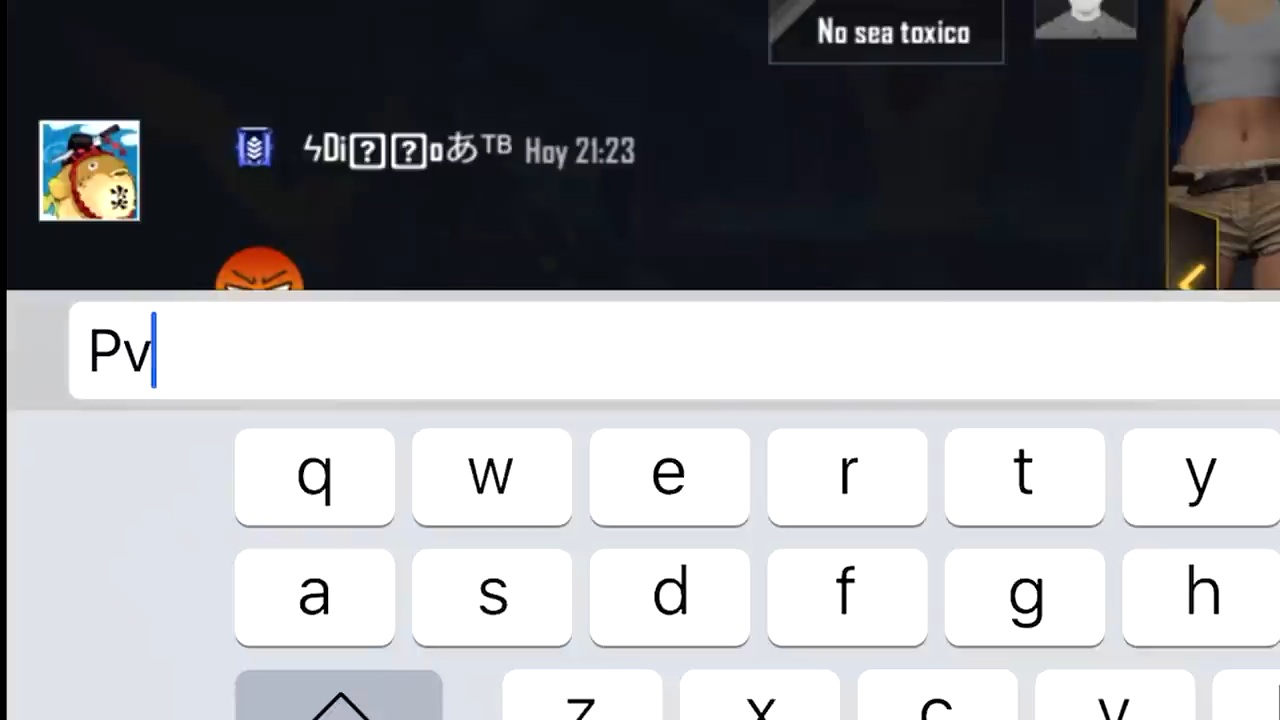 No sea toxico
ϟDi��oあᵀᴮ Hoy 21:23
Pv
q w e r t y
a s d f g h
z x c v